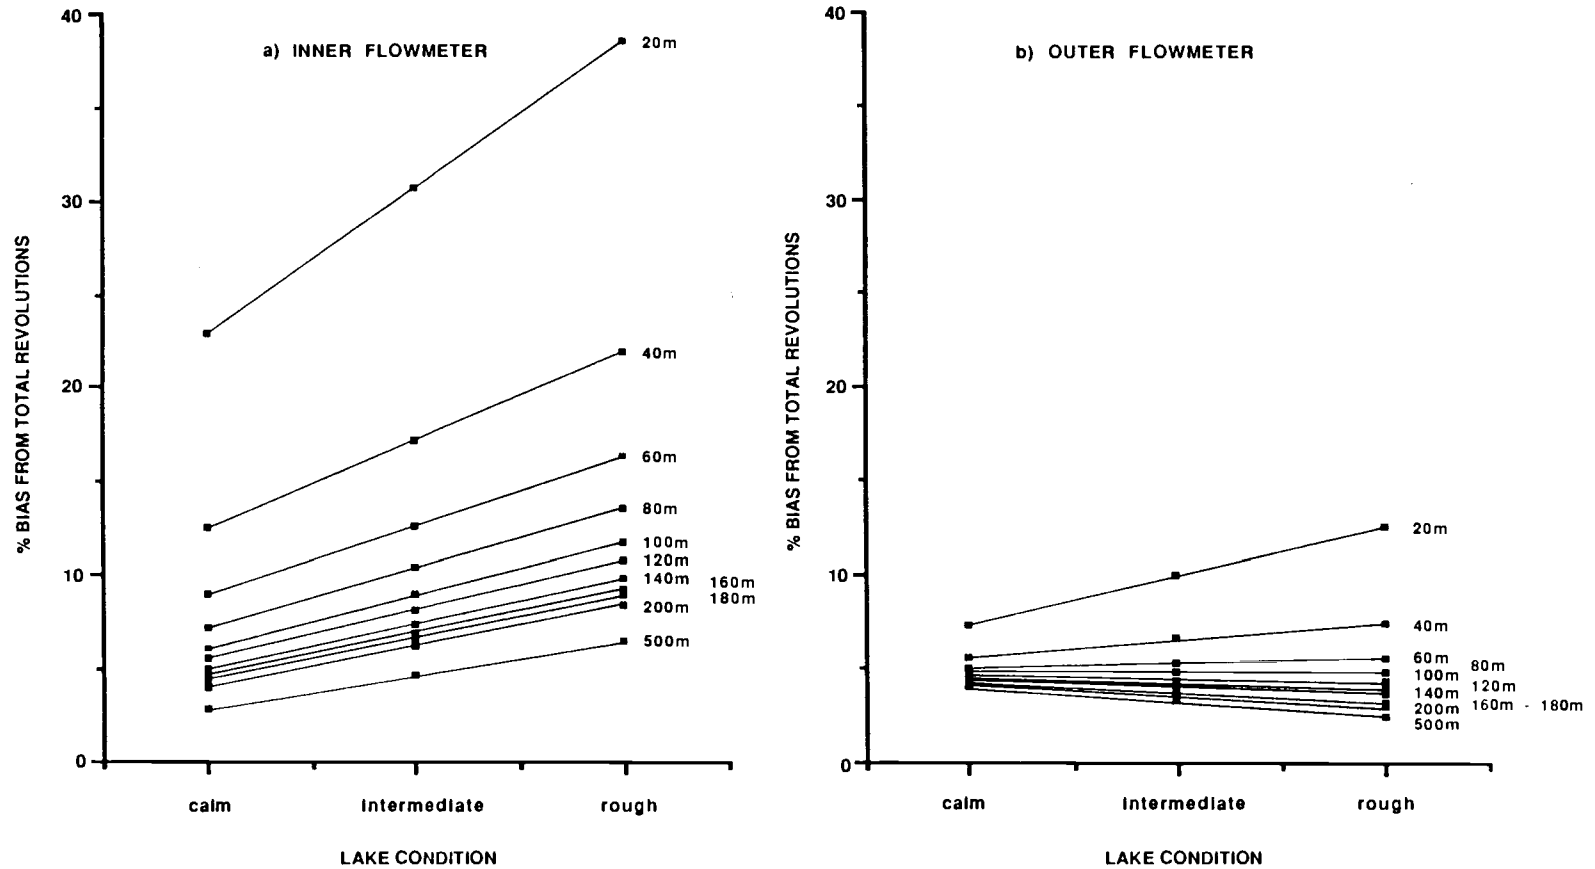 a) INNER FLOWMETER
% BIAS FROM TOTAL REVOLUTIONS
40
30
20
10
0
20m
40m
60m
80m
100m
120m
140m 160m
180m
200m
500m
calm intermediate rough
LAKE CONDITION
b) OUTER FLOWMETER
% BIAS FROM TOTAL REVOLUTIONS
40
30
20
10
0
20m
40m
60m 80m
100m
120m
140m
160m - 180m
200m
500m
calm intermediate rough
LAKE CONDITION